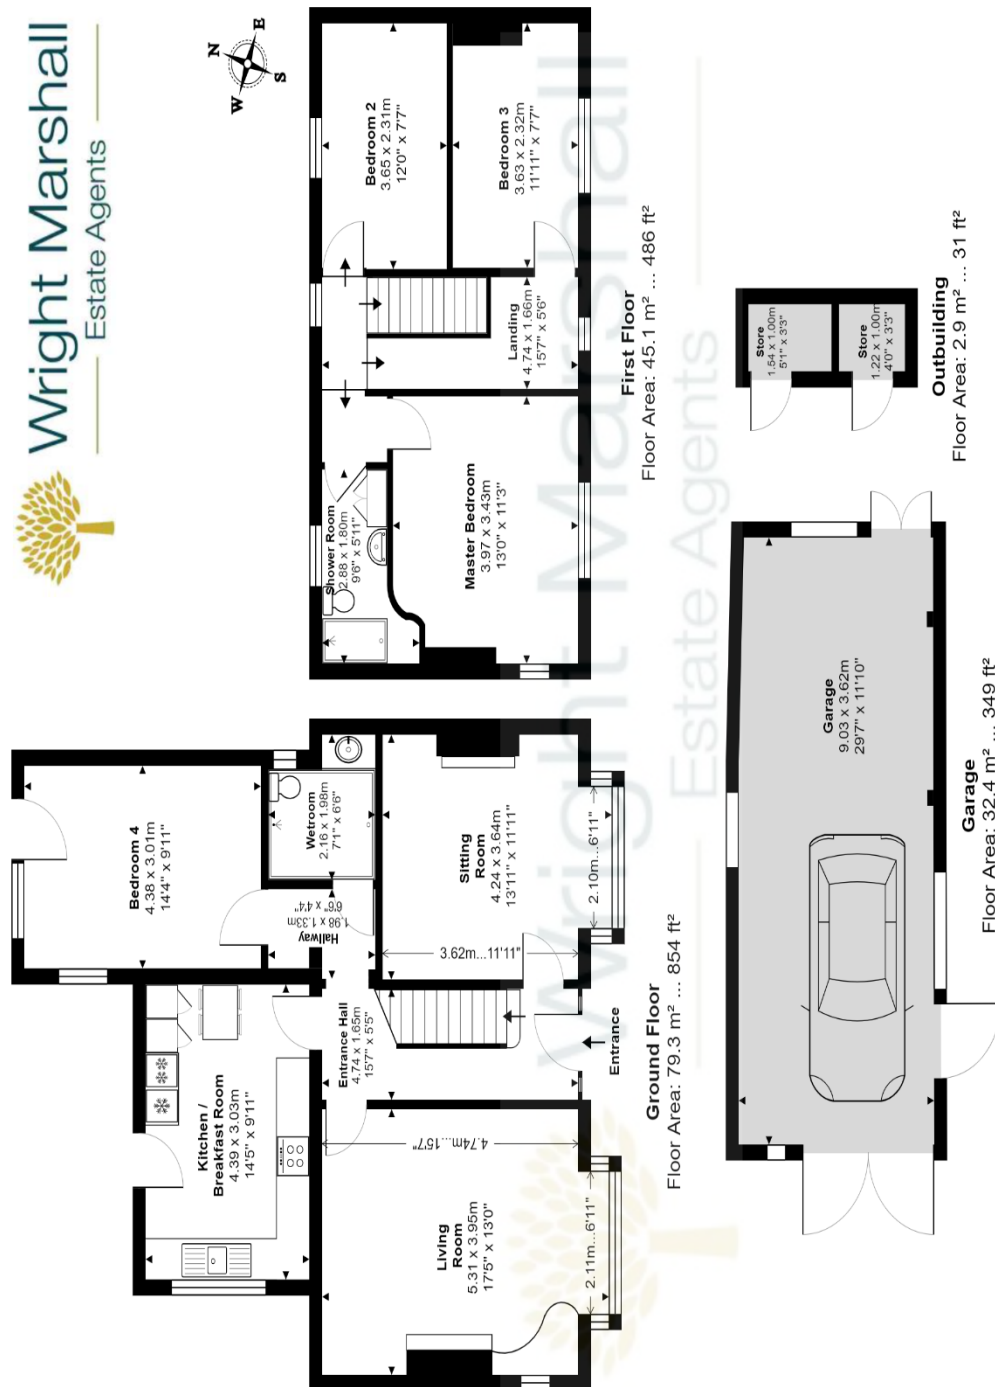 Wright Marshall
Estate Agents
N
E
S
W
Bedroom 4
4.38 x 3.01m
14'4" x 9'11"
Kitchen /
Breakfast Room
4.39 x 3.03m
14'5" x 9'11"
Wetroom
2.16 x 1.98m
7'1" x 6'6"
Hallway
1.98 x 1.33m
6'6" x 4'4"
Entrance Hall
4.74 x 1.65m
15'7" x 5'5"
Sitting
Room
4.24 x 3.64m
13'11" x 11'11"
3.62m...11'11"
2.10m...6'11"
Living
Room
5.31 x 3.95m
17'5" x 13'0"
4.74m...15'7"
2.11m...6'11"
Entrance
Ground Floor
Floor Area: 79.3 m² ... 854 ft²
Bedroom 2
3.65 x 2.31m
12'0" x 7'7"
Bedroom 3
3.63 x 2.32m
11'11" x 7'7"
Landing
4.74 x 1.66m
15'7" x 5'6"
Shower Room
2.88 x 1.80m
9'6" x 5'11"
Master Bedroom
3.97 x 3.43m
13'0" x 11'3"
First Floor
Floor Area: 45.1 m² ... 486 ft²
Garage
9.03 x 3.62m
29'7" x 11'10"
Garage
Floor Area: 32.4 m² ... 349 ft²
Store
1.54 x 1.00m
5'1" x 3'3"
Store
1.22 x 1.00m
4'0" x 3'3"
Outbuilding
Floor Area: 2.9 m² ... 31 ft²
Wright Marshall
Estate Agents